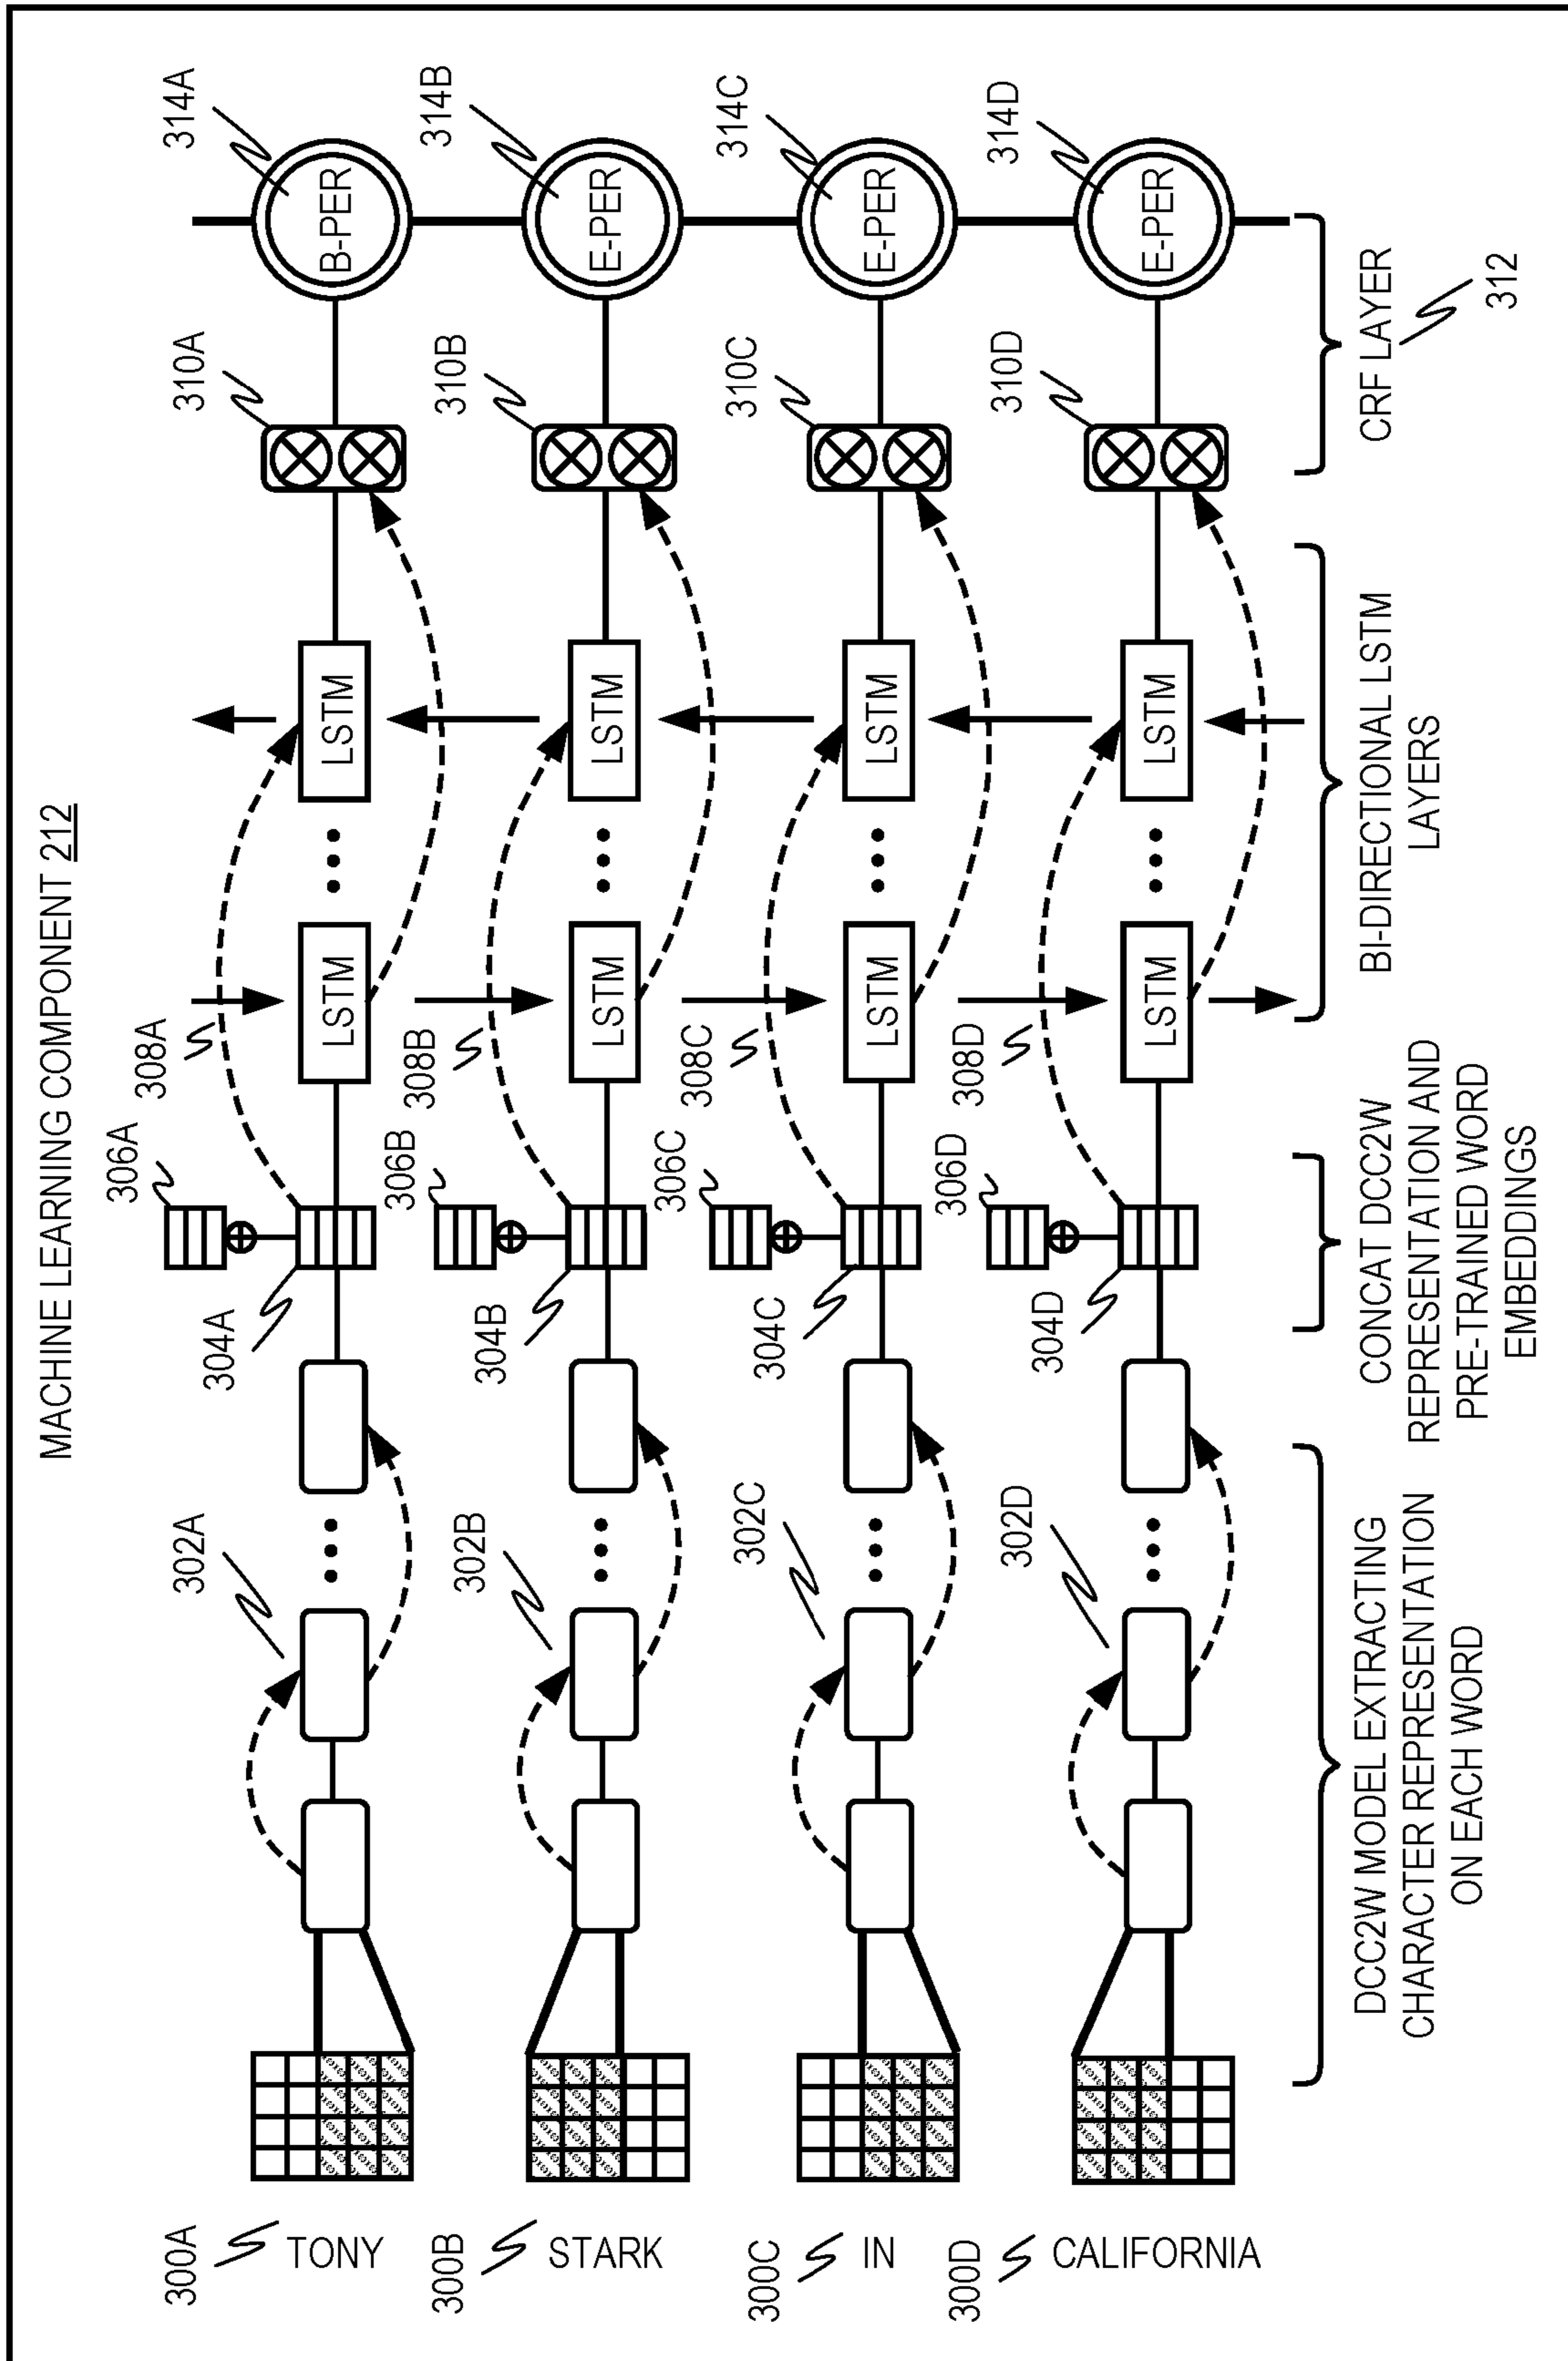 MACHINE LEARNING COMPONENT 212
300A
TONY
302A
304A
306A
308A
LSTM
LSTM
310A
B-PER
314A
300B
STARK
302B
304B
306B
308B
LSTM
LSTM
310B
E-PER
314B
300C
IN
302C
304C
306C
308C
LSTM
LSTM
310C
E-PER
314C
300D
CALIFORNIA
302D
304D
306D
308D
LSTM
LSTM
310D
E-PER
314D
DCC2W MODEL EXTRACTING
CHARACTER REPRESENTATION
ON EACH WORD
CONCAT DCC2W
REPRESENTATION AND
PRE-TRAINED WORD
EMBEDDINGS
BI-DIRECTIONAL LSTM
LAYERS
CRF LAYER
312